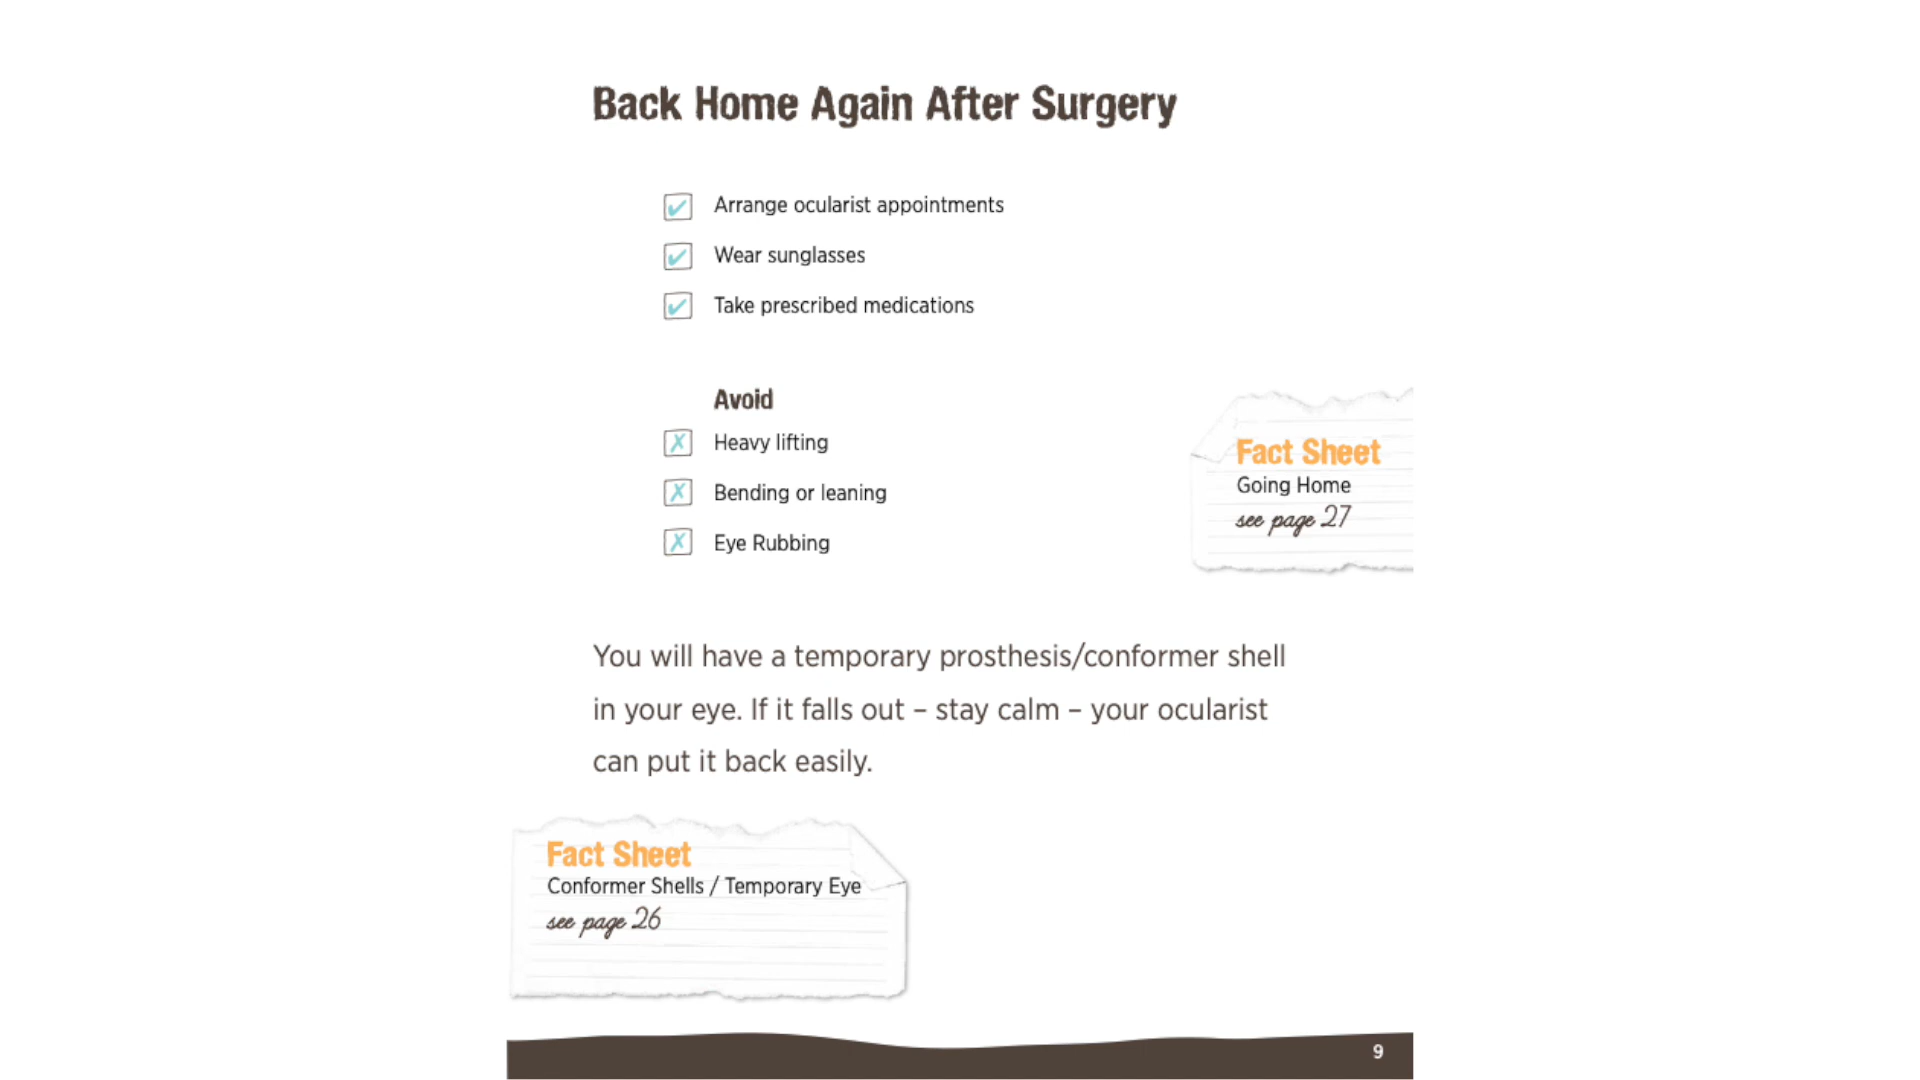 Back Home Again After Surgery
Arrange ocularist appointments
Wear sunglasses
Take prescribed medications
Avoid
Heavy lifting
Bending or leaning
Eye Rubbing
Fact Sheet
Going Home
see page 27
You will have a temporary prosthesis/conformer shell
in your eye. If it falls out – stay calm – your ocularist
can put it back easily.
Fact Sheet
Conformer Shells / Temporary Eye
see page 26
9